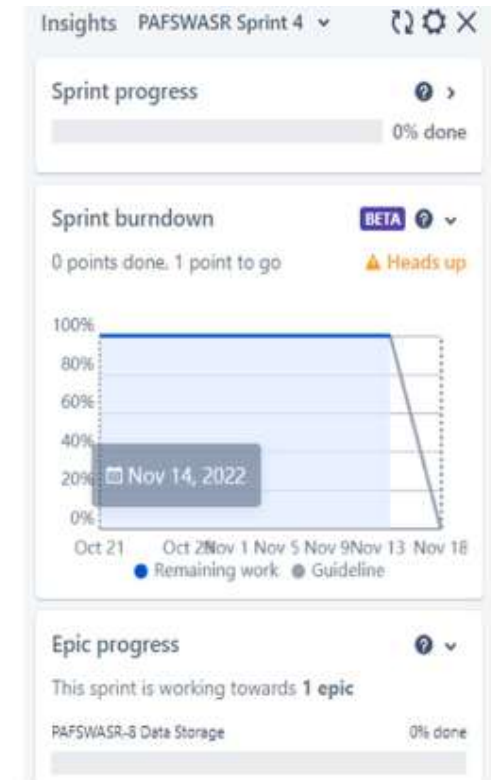 Insights PAFSWASR Sprint 4
Sprint progress
0% done
Sprint burndown BETA
0 points done, 1 point to go Heads up
100%
80%
60%
40%
20% Nov 14, 2022
0%
Oct 21 Oct 28 Nov 1 Nov 5 Nov 9 Nov 13 Nov 18
Remaining work Guideline
Epic progress
This sprint is working towards 1 epic
PAFSWASR-8 Data Storage 0% done